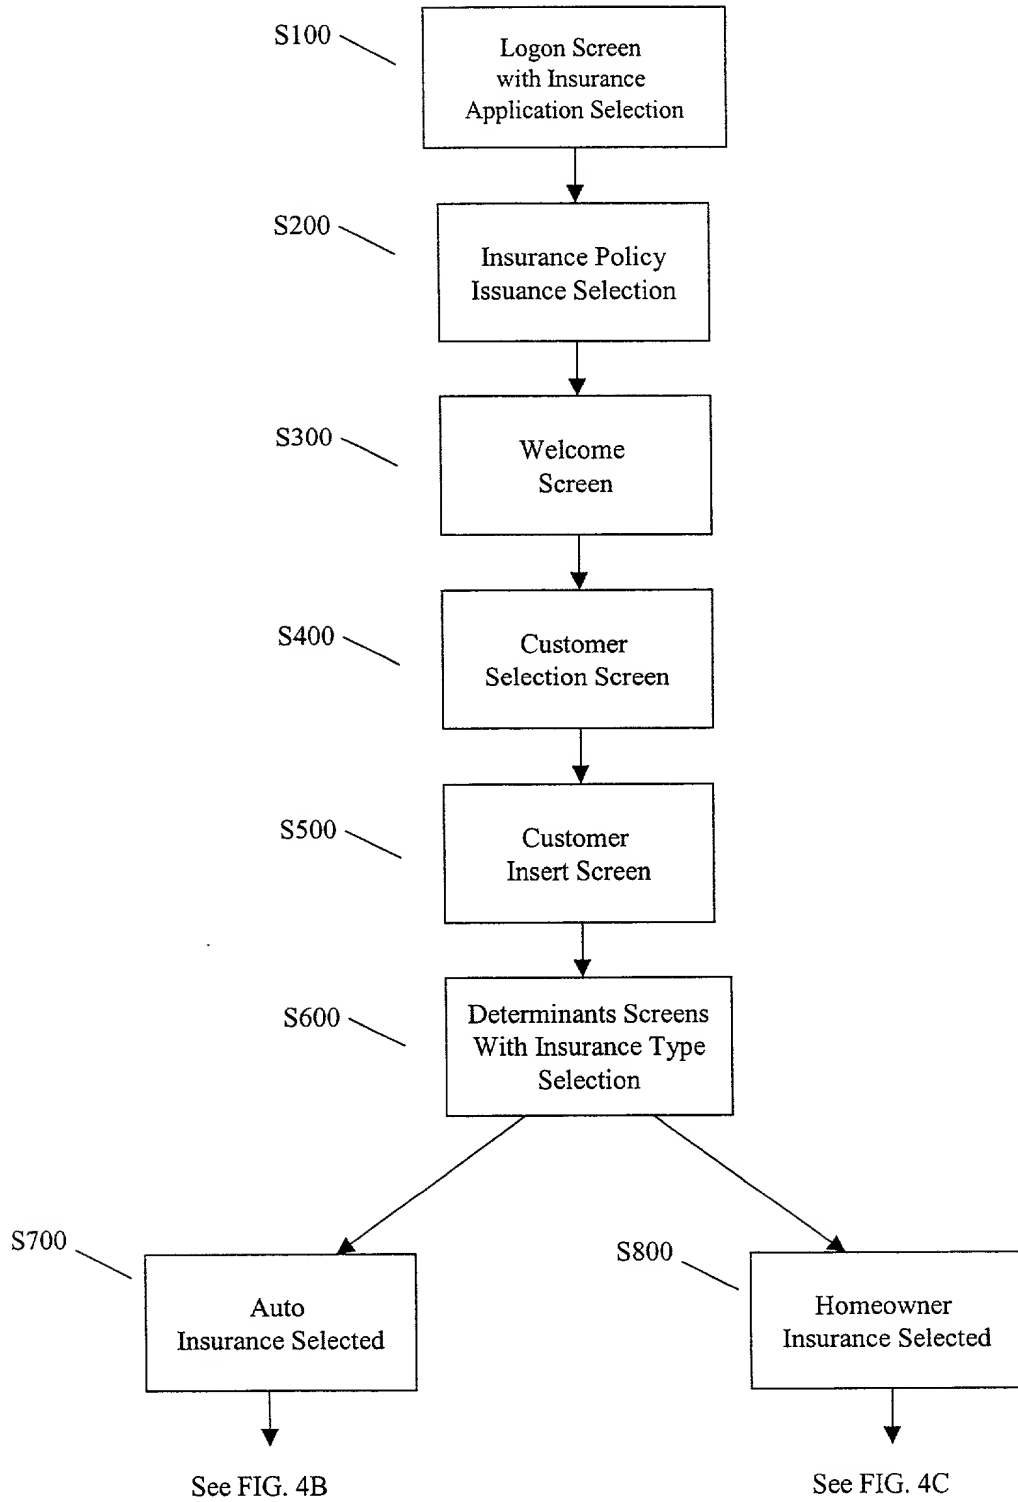 S100
Logon Screen
with Insurance
Application Selection
S200
Insurance Policy
Issuance Selection
S300
Welcome
Screen
S400
Customer
Selection Screen
S500
Customer
Insert Screen
S600
Determinants Screens
With Insurance Type
Selection
S700
Auto
Insurance Selected
S800
Homeowner
Insurance Selected
See FIG. 4B
See FIG. 4C